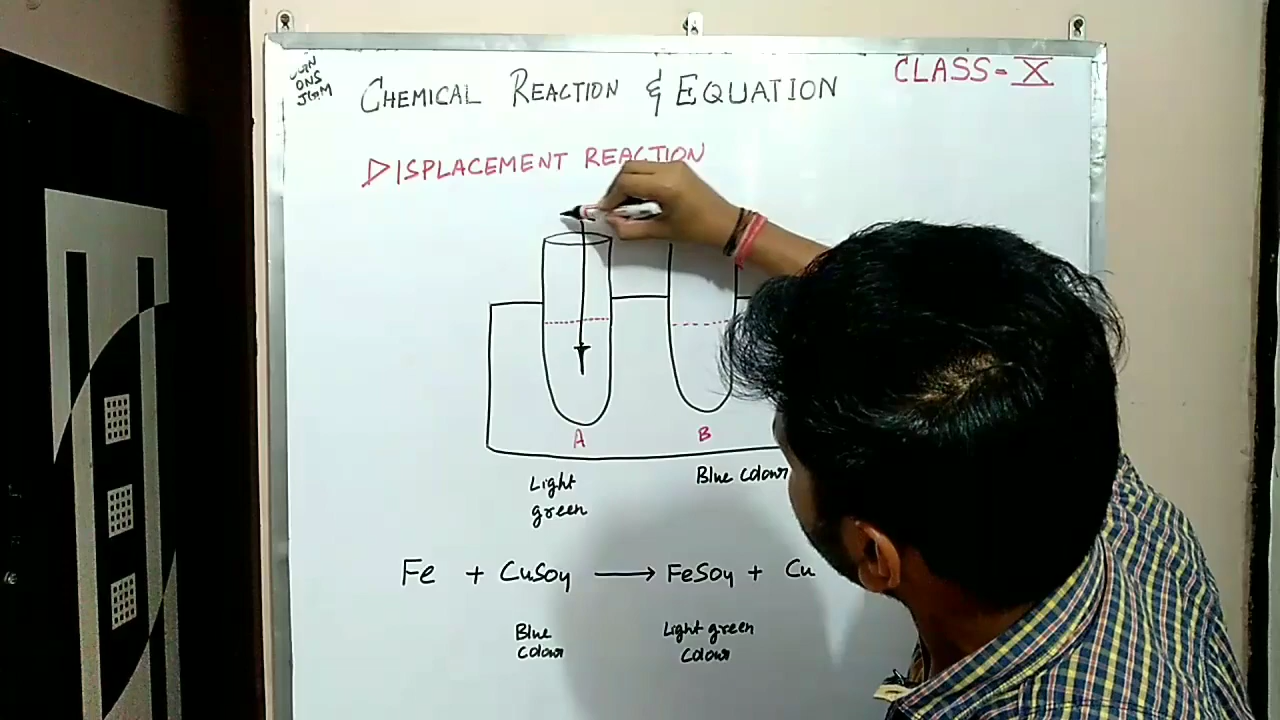 CHEMICAL REACTION & EQUATION
CLASS-X
DISPLACEMENT REACTION
A
B
Light
green
Blue colour
Fe + CuSO4 → FeSO4 + Cu
Blue
colour
Light green
colour